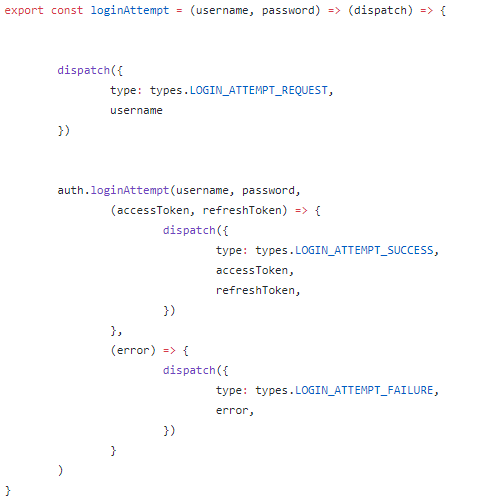 export const loginAttempt = (username, password) => (dispatch) => {
dispatch({
type: types.LOGIN_ATTEMPT_REQUEST,
username
})
auth.loginAttempt(username, password,
(accessToken, refreshToken) => {
dispatch({
type: types.LOGIN_ATTEMPT_SUCCESS,
accessToken,
refreshToken,
})
},
(error) => {
dispatch({
type: types.LOGIN_ATTEMPT_FAILURE,
error,
})
}
)
}